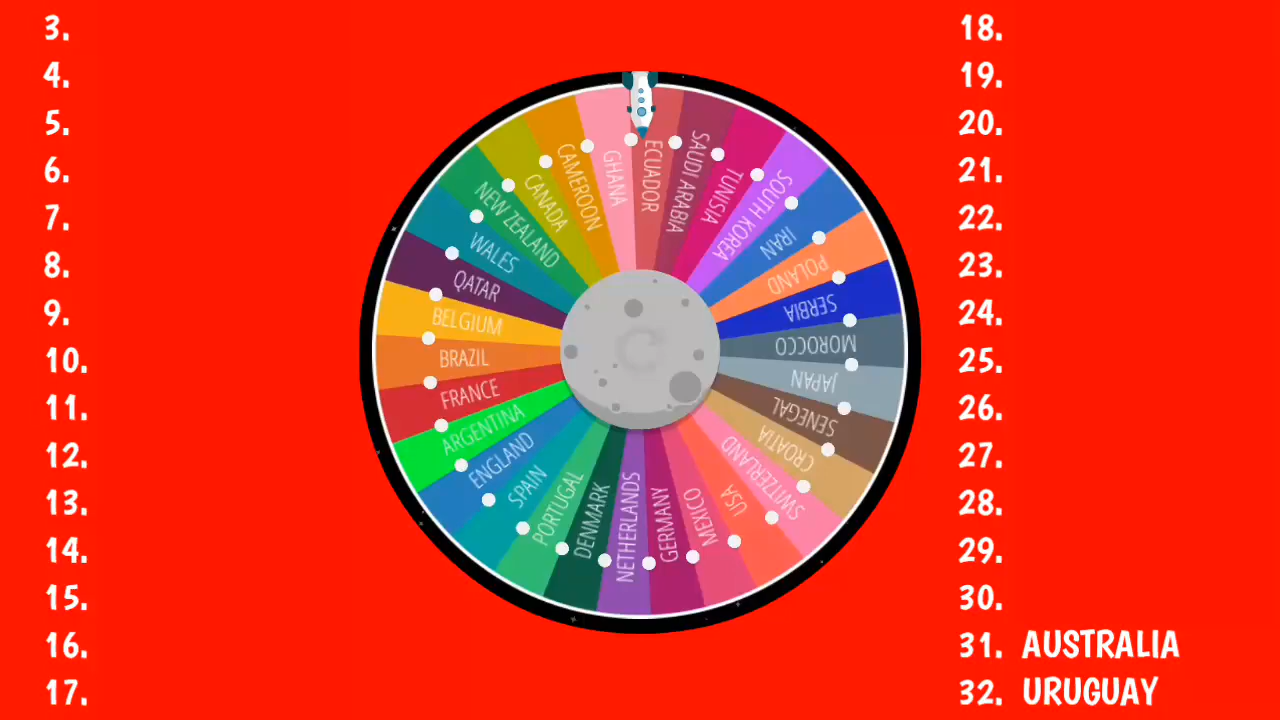 3.
4.
5.
6.
7.
8.
9.
10.
11.
12.
13.
14.
15.
16.
17.
ECUADOR
SAUDI ARABIA
TUNISIA
SOUTH KOREA
IRAN
POLAND
SERBIA
MOROCCO
JAPAN
SENEGAL
CROATIA
SWITZERLAND
USA
MEXICO
GERMANY
NETHERLANDS
DENMARK
PORTUGAL
SPAIN
ENGLAND
ARGENTINA
FRANCE
BRAZIL
BELGIUM
QATAR
WALES
NEW ZEALAND
CANADA
CAMEROON
GHANA
C
18.
19.
20.
21.
22.
23.
24.
25.
26.
27.
28.
29.
30.
31. AUSTRALIA
32. URUGUAY